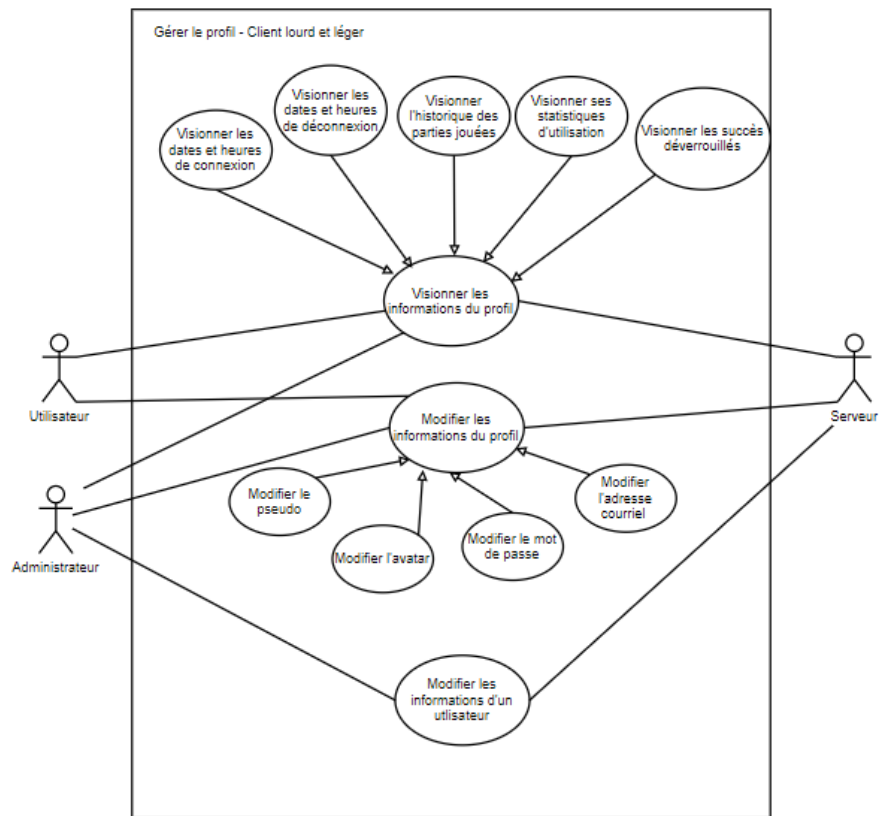 Gérer le profil - Client lourd et léger
Visionner les
dates et heures
de connexion
Visionner les
dates et heures
de déconnexion
Visionner
l'historique des
parties jouées
Visionner ses
statistiques
d'utilisation
Visionner les succès
déverrouillés
Visionner les
informations du profil
Utilisateur
Serveur
Modifier les
informations du profil
Modifier le
pseudo
Modifier l'avatar
Modifier le mot
de passe
Modifier
l'adresse
courriel
Administrateur
Modifier les
informations d'un
utlisateur